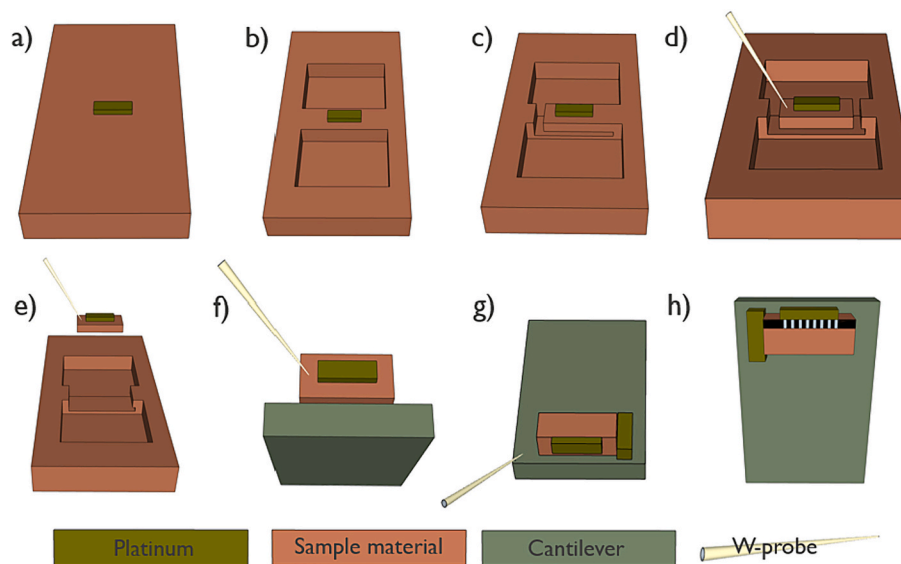 a)
b)
c)
d)
e)
f)
g)
h)
Platinum
Sample material
Cantilever
W-probe